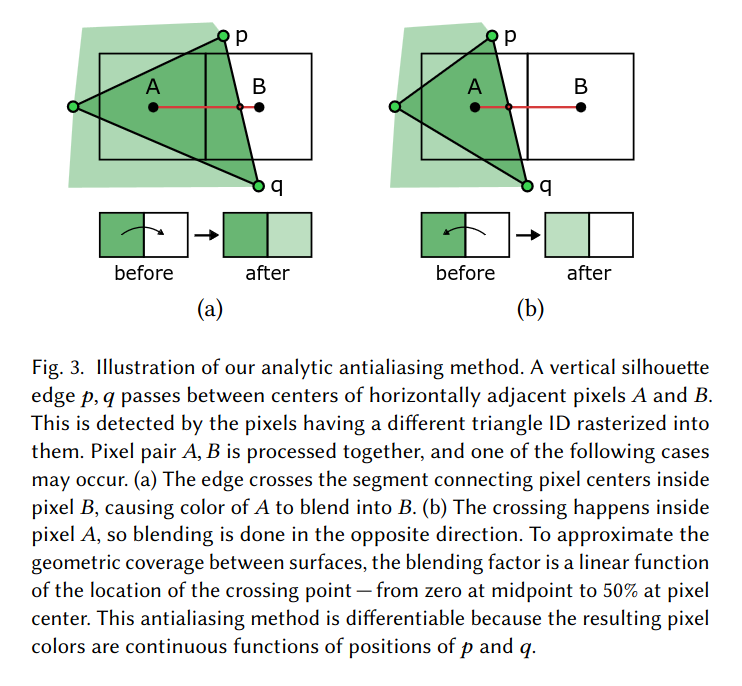 p
A
B
q
before
after
(a)
p
A
B
q
before
after
(b)
Fig. 3. Illustration of our analytic antialiasing method. A vertical silhouette
edge p, q passes between centers of horizontally adjacent pixels A and B.
This is detected by the pixels having a different triangle ID rasterized into
them. Pixel pair A, B is processed together, and one of the following cases
may occur. (a) The edge crosses the segment connecting pixel centers inside
pixel B, causing color of A to blend into B. (b) The crossing happens inside
pixel A, so blending is done in the opposite direction. To approximate the
geometric coverage between surfaces, the blending factor is a linear function
of the location of the crossing point — from zero at midpoint to 50% at pixel
center. This antialiasing method is differentiable because the resulting pixel
colors are continuous functions of positions of p and q.